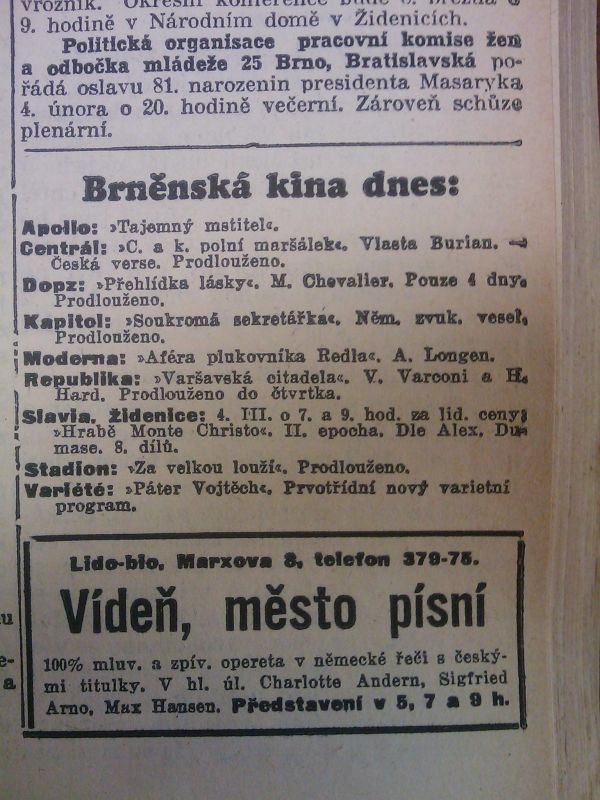 9. hodině v Národním domě v Židenicích.
Politická organisace pracovní komise žen
a odbočka mládeže 25 Brno, Bratislavská po-
řádá oslavu 81. narozenin presidenta Masaryka
4. února o 20. hodině večerní. Zároveň schůze
plenární.
Brněnská kina dnes:
Apollo: »Tajemný mstitel«.
Centrál: »C. a k. polní maršálek«. Vlasta Burian. —
Česká verse. Prodlouženo.
Dopz: »Přehlídka lásky«. M. Chevalier. Pouze 4 dny.
Prodlouženo.
Kapitol: »Soukromá sekretářka«. Něm. zvuk. vesel.
Prodlouženo.
Moderna: »Aféra plukovníka Redla«. A. Longen.
Republika: »Varšavská citadela«. V. Varconi a H.
Hard. Prodlouženo do čtvrtka.
Slavia, Židenice: 4. III. o 7. a 9. hod. za lid. ceny:
»Hrabě Monte Christo«. II. epocha. Dle Alex. Du-
mase. 8. dílů.
Stadion: »Za velkou louží«. Prodlouženo.
Variété: »Páter Vojtěch«. Prvotřídní nový varietní
program.
Lido-bio, Marxova 8, telefon 379-75.
Vídeň, město písní
100% mluv. a zpív. opereta v německé řeči s český-
mi titulky. V hl. úl. Charlotte Andern, Sigfried
Arno, Max Hansen. Představení v 5, 7 a 9 h.